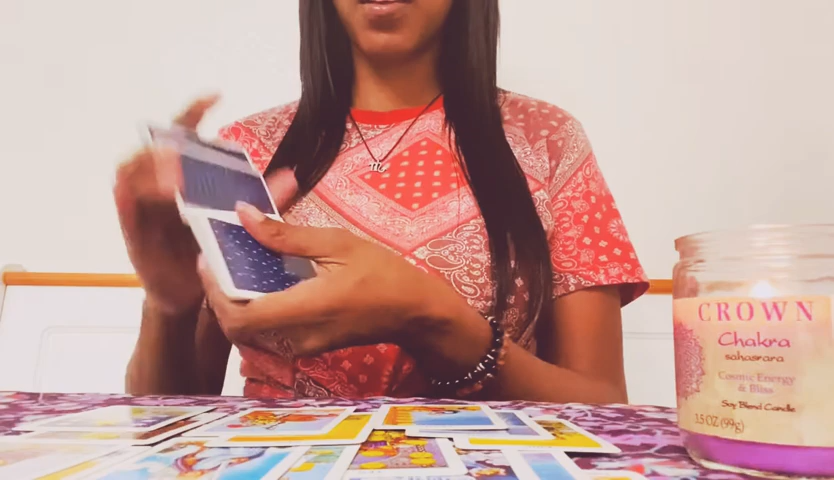 CROWN
Chakra
sahasrara
Cosmic Energy
& Bliss
Soy Blend Candle
3.5 OZ (99g)